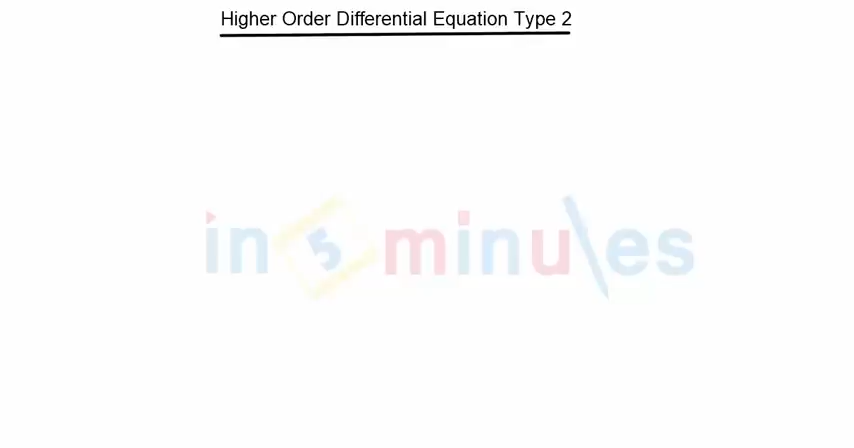 Higher Order Differential Equation Type 2
in 5 minutes